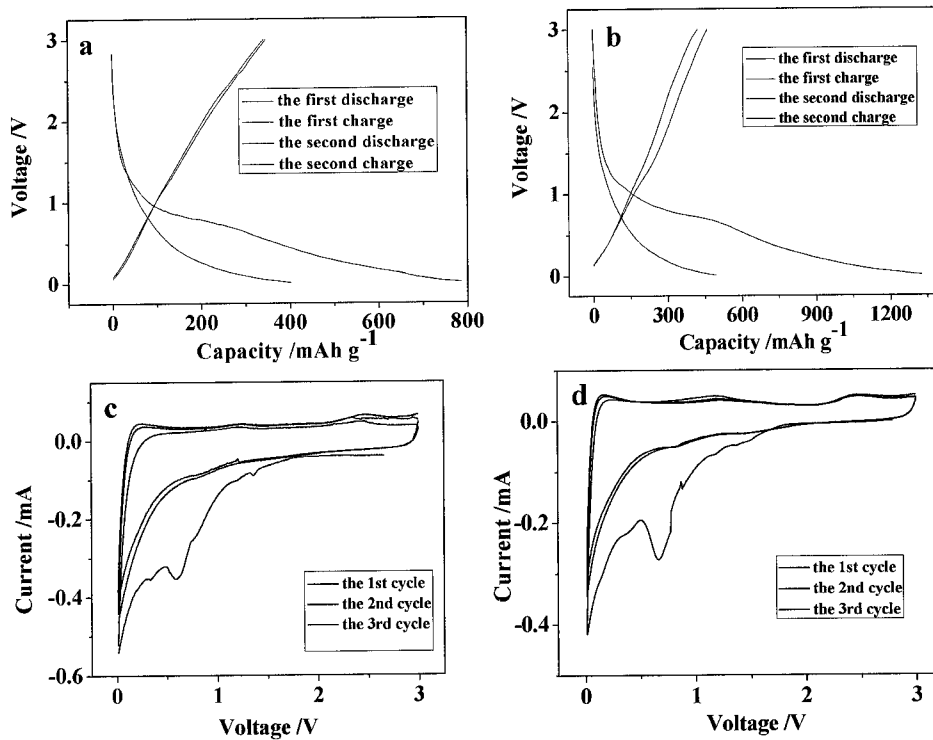 a
3
2
1
0
Voltage /V
the first discharge
the first charge
the second discharge
the second charge
0 200 400 600 800
Capacity /mAh g-1
b
3
2
1
0
Voltage /V
the first discharge
the first charge
the second discharge
the second charge
0 300 600 900 1200
Capacity /mAh g-1
c
0.0
-0.2
-0.4
-0.6
Current /mA
the 1st cycle
the 2nd cycle
the 3rd cycle
0 1 2 3
Voltage /V
d
0.0
-0.2
-0.4
Current /mA
the 1st cycle
the 2nd cycle
the 3rd cycle
0 1 2 3
Voltage /V